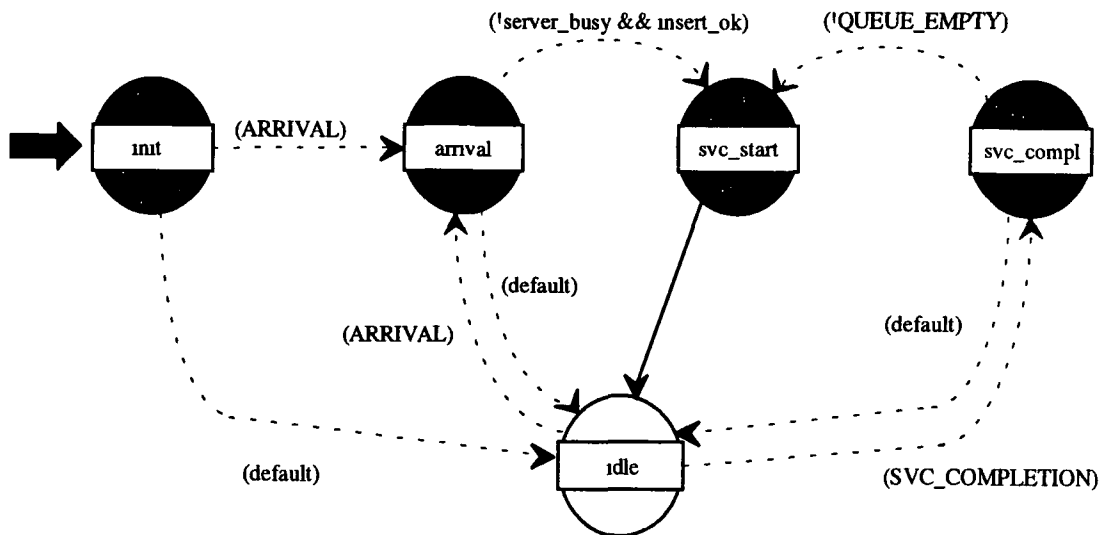 (!server_busy && insert_ok)
(!QUEUE_EMPTY)
init
(ARRIVAL)
arrival
svc_start
svc_compl
(default)
(ARRIVAL)
(default)
(default)
idle
(SVC_COMPLETION)